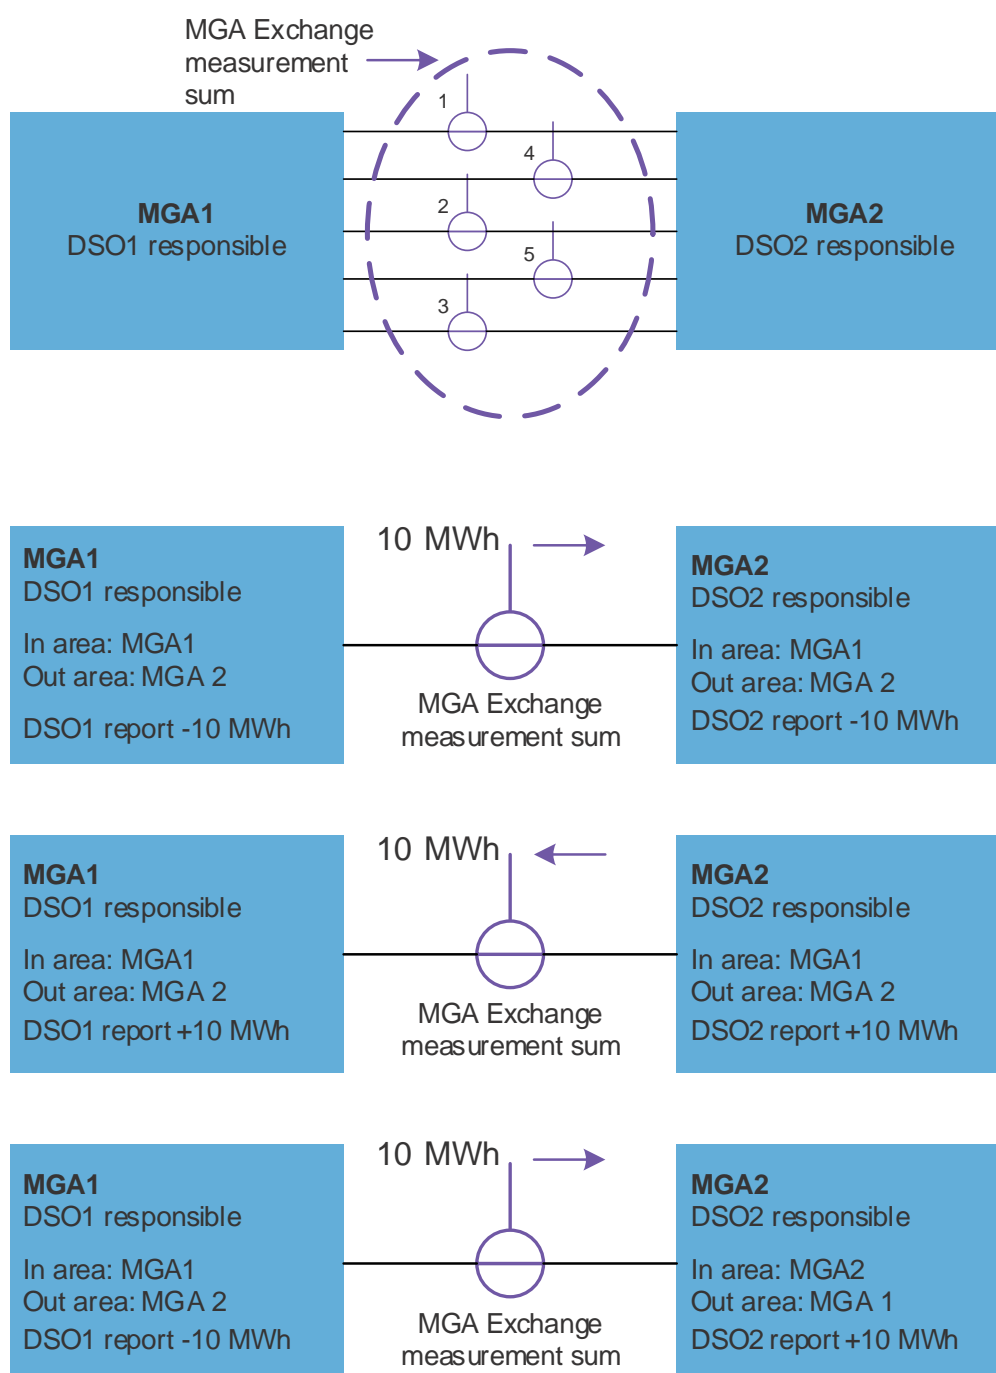 MGA Exchange
measurement
sum
1
4
2
5
3
MGA1
DSO1 responsible
MGA2
DSO2 responsible
10 MWh
MGA1
DSO1 responsible
In area: MGA1
Out area: MGA 2
DSO1 report -10 MWh
MGA Exchange
measurement sum
MGA2
DSO2 responsible
In area: MGA1
Out area: MGA 2
DSO2 report -10 MWh
10 MWh
MGA1
DSO1 responsible
In area: MGA1
Out area: MGA 2
DSO1 report +10 MWh
MGA Exchange
measurement sum
MGA2
DSO2 responsible
In area: MGA1
Out area: MGA 2
DSO2 report +10 MWh
10 MWh
MGA1
DSO1 responsible
In area: MGA1
Out area: MGA 2
DSO1 report -10 MWh
MGA Exchange
measurement sum
MGA2
DSO2 responsible
In area: MGA2
Out area: MGA 1
DSO2 report +10 MWh